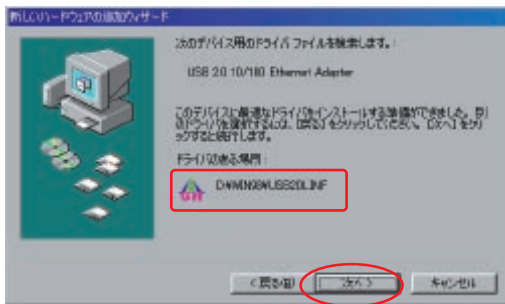 新しいハードウェアの追加ウィザード
次のデバイス用のドライバ ファイルを検索します。:
USB 2.0 10/100 Ethernet Adapter
このデバイスに最適なドライバをインストールする準備ができました。別
のドライバを選択するには、[戻る] をクリックしてください。[次へ] をクリ
ックすると続行します。
ドライバのある場所:
D:¥WIN98¥USB20L.INF
< 戻る(B)
次へ >
キャンセル